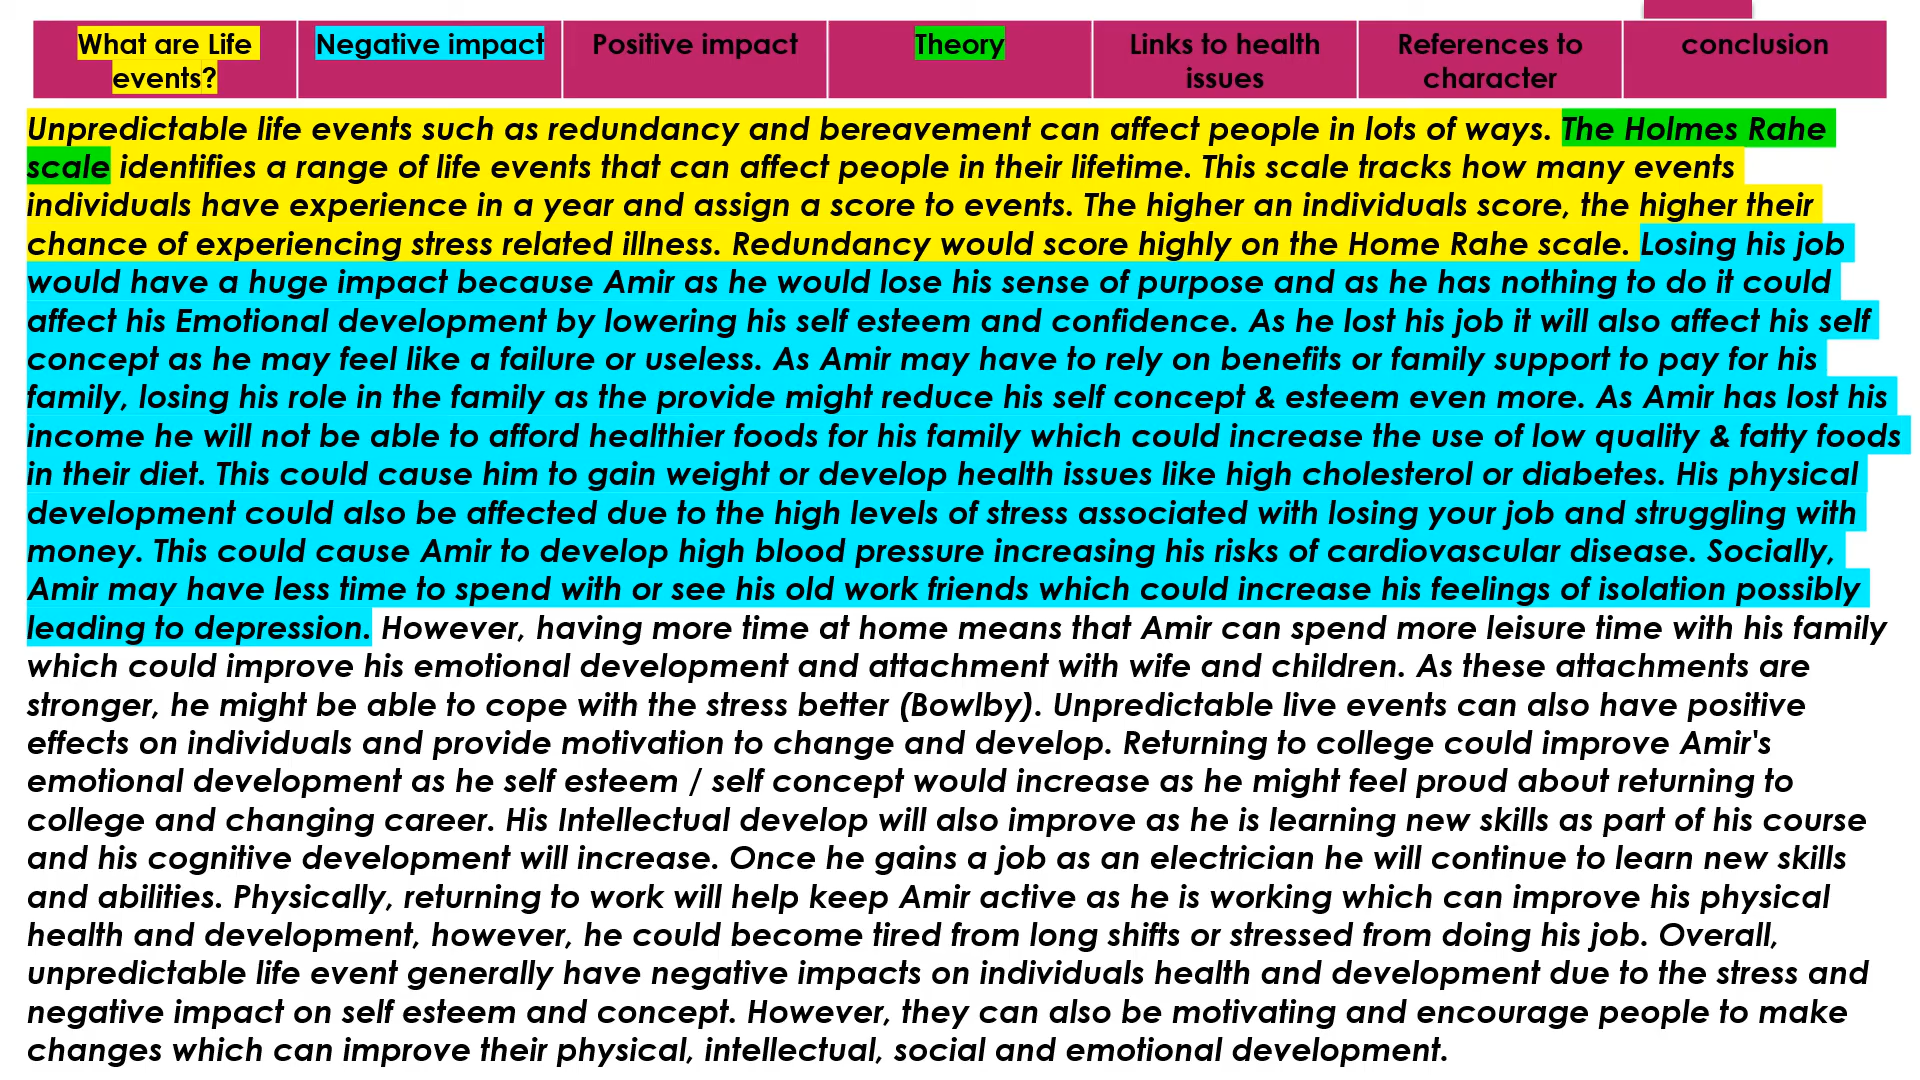 What are Life events?
Negative impact
Positive impact
Theory
Links to health issues
References to character
conclusion
Unpredictable life events such as redundancy and bereavement can affect people in lots of ways. The Holmes Rahe
scale identifies a range of life events that can affect people in their lifetime. This scale tracks how many events
individuals have experience in a year and assign a score to events. The higher an individuals score, the higher their
chance of experiencing stress related illness. Redundancy would score highly on the Home Rahe scale. Losing his job
would have a huge impact because Amir as he would lose his sense of purpose and as he has nothing to do it could
affect his Emotional development by lowering his self esteem and confidence. As he lost his job it will also affect his self
concept as he may feel like a failure or useless. As Amir may have to rely on benefits or family support to pay for his
family, losing his role in the family as the provide might reduce his self concept & esteem even more. As Amir has lost his
income he will not be able to afford healthier foods for his family which could increase the use of low quality & fatty foods
in their diet. This could cause him to gain weight or develop health issues like high cholesterol or diabetes. His physical
development could also be affected due to the high levels of stress associated with losing your job and struggling with
money. This could cause Amir to develop high blood pressure increasing his risks of cardiovascular disease. Socially,
Amir may have less time to spend with or see his old work friends which could increase his feelings of isolation possibly
leading to depression. However, having more time at home means that Amir can spend more leisure time with his family
which could improve his emotional development and attachment with wife and children. As these attachments are
stronger, he might be able to cope with the stress better (Bowlby). Unpredictable live events can also have positive
effects on individuals and provide motivation to change and develop. Returning to college could improve Amir's
emotional development as he self esteem / self concept would increase as he might feel proud about returning to
college and changing career. His Intellectual develop will also improve as he is learning new skills as part of his course
and his cognitive development will increase. Once he gains a job as an electrician he will continue to learn new skills
and abilities. Physically, returning to work will help keep Amir active as he is working which can improve his physical
health and development, however, he could become tired from long shifts or stressed from doing his job. Overall,
unpredictable life event generally have negative impacts on individuals health and development due to the stress and
negative impact on self esteem and concept. However, they can also be motivating and encourage people to make
changes which can improve their physical, intellectual, social and emotional development.